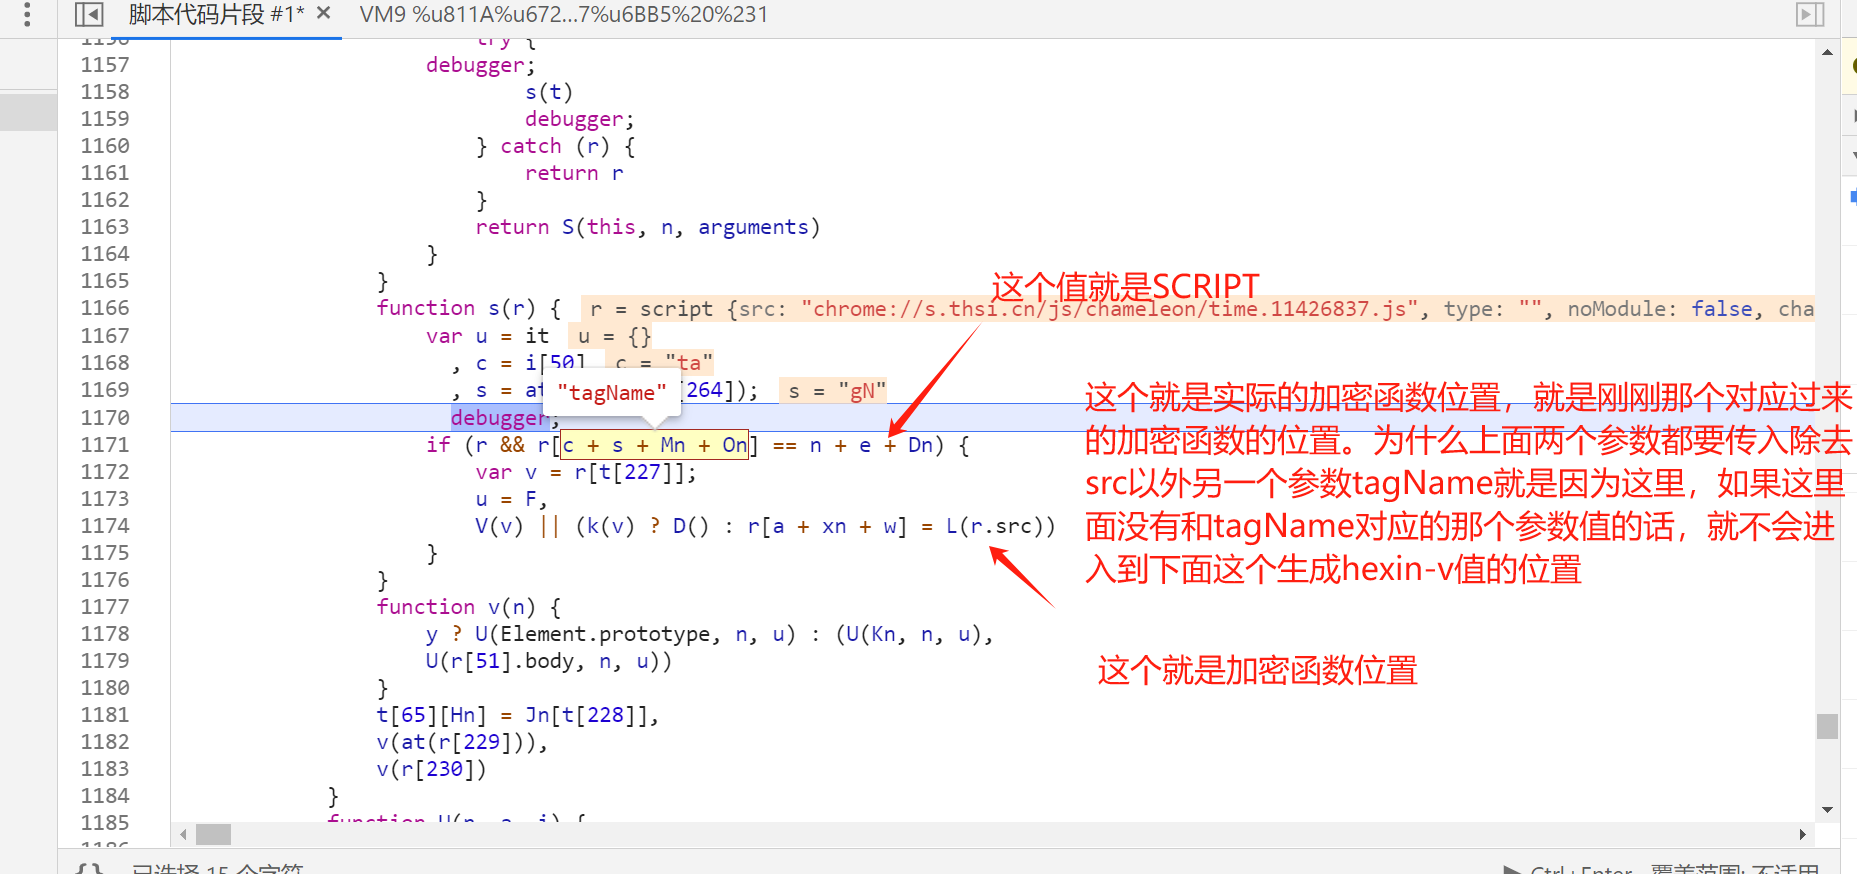 脚本代码片段 #1* × VM9 %u811A%u672...7%u6BB5%20%231
try {
1157 debugger;
1158 s(t)
1159 debugger;
1160 } catch (r) {
1161 return r
1162 }
1163 return S(this, n, arguments)
1164 }
1165 }
这个值就是SCRIPT
1166 function s(r) { r = script {src: "chrome://s.thsi.cn/js/chameleon/time.11426837.js", type: "", noModule: false, cha
1167 var u = it u = {}
1168 , c = i[50] c = "ta"
1169 , s = at [264]); s = "gN"
"tagName"
1170 debugger;
1171 if (r && r[c + s + Mn + On] == n + e + Dn) {
1172 var v = r[t[227]];
1173 u = F,
1174 V(v) || (k(v) ? D() : r[a + xn + w] = L(r.src))
1175 }
1176 }
这个就是实际的加密函数位置，就是刚刚那个对应过来
的加密函数的位置。为什么上面两个参数都要传入除去
src以外另一个参数tagName就是因为这里，如果这里
面没有和tagName对应的那个参数值的话，就不会进
入到下面这个生成hexin-v值的位置
1177 function v(n) {
1178 y ? U(Element.prototype, n, u) : (U(Kn, n, u),
1179 U(r[51].body, n, u))
1180 }
这个就是加密函数位置
1181 t[65][Hn] = Jn[t[228]],
1182 v(at(r[229])),
1183 v(r[230])
1184 }
1185 function U(n, a, i) {
{} 已选择 15 个字符 Ctrl+Enter 覆盖范围: 不适用